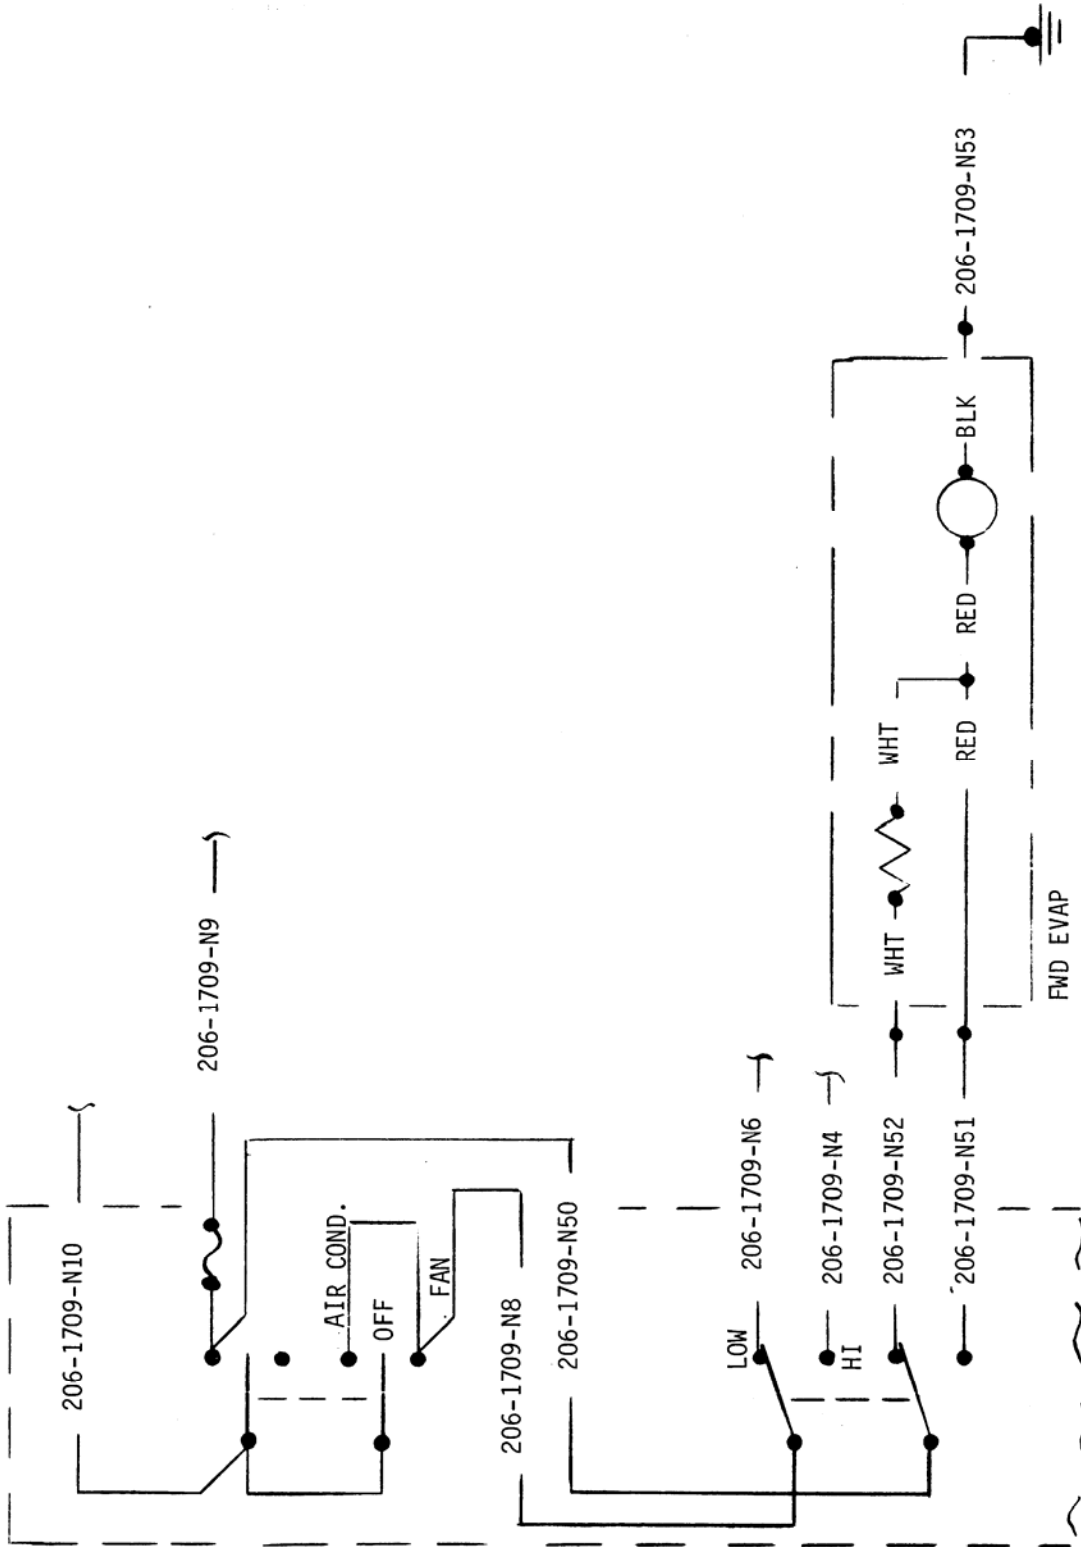 206-1709-N10
206-1709-N9
AIR COND.
OFF
FAN
206-1709-N8
206-1709-N50
LOW
206-1709-N6
HI
206-1709-N4
206-1709-N52
WHT
WHT
206-1709-N51
RED
RED
BLK
206-1709-N53
FWD EVAP